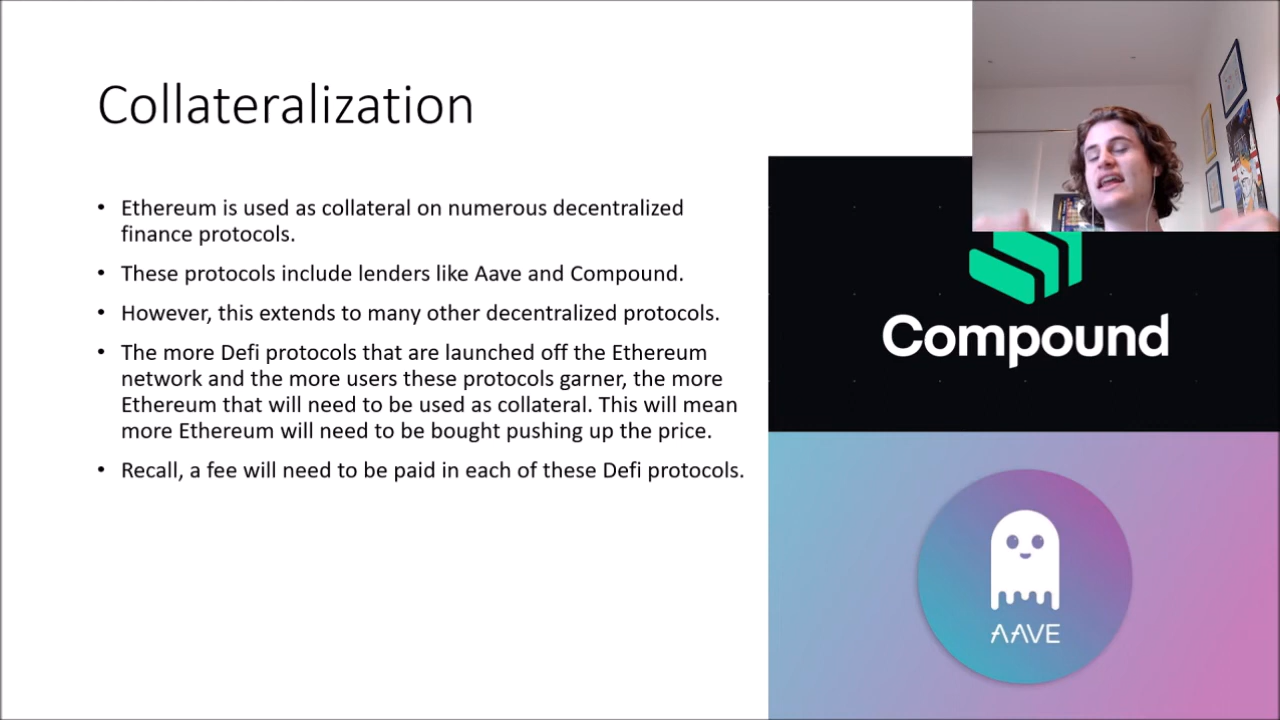 Collateralization
• Ethereum is used as collateral on numerous decentralized
finance protocols.
• These protocols include lenders like Aave and Compound.
• However, this extends to many other decentralized protocols.
• The more Defi protocols that are launched off the Ethereum
network and the more users these protocols garner, the more
Ethereum that will need to be used as collateral. This will mean
more Ethereum will need to be bought pushing up the price.
• Recall, a fee will need to be paid in each of these Defi protocols.
Compound
AAVE